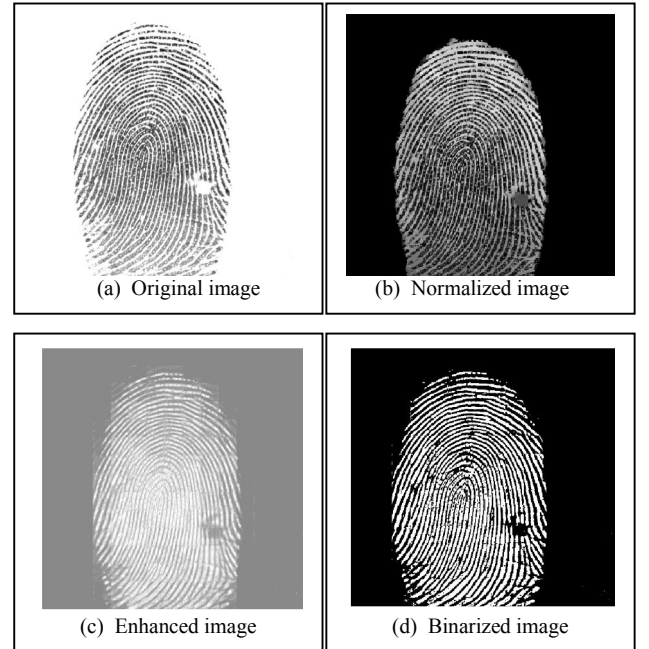 (a) Original image
(b) Normalized image
(c) Enhanced image
(d) Binarized image